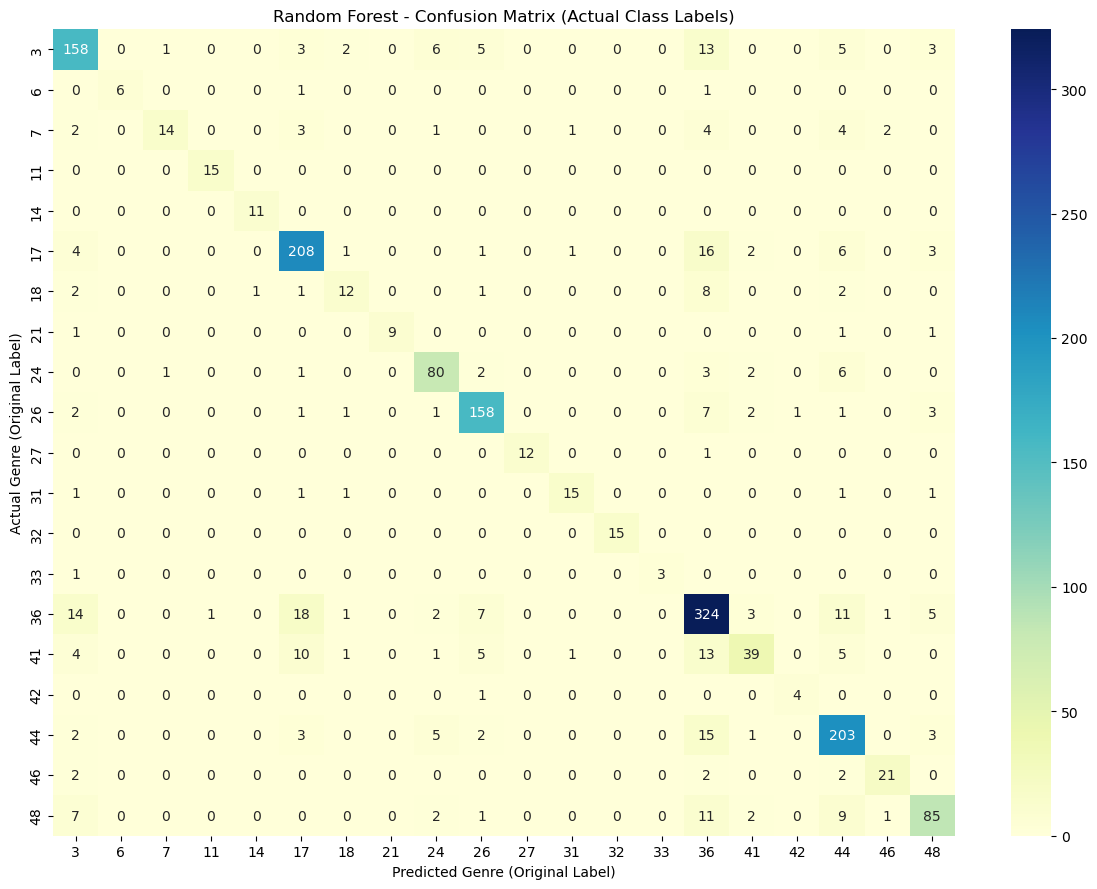 Random Forest - Confusion Matrix (Actual Class Labels)
3 158 0 1 0 0 3 2 0 6 5 0 0 0 0 13 0 0 5 0 3
6 0 6 0 0 0 1 0 0 0 0 0 0 0 0 1 0 0 0 0 0
7 2 0 14 0 0 3 0 0 1 0 0 1 0 0 4 0 0 4 2 0
11 0 0 0 15 0 0 0 0 0 0 0 0 0 0 0 0 0 0 0 0
14 0 0 0 0 11 0 0 0 0 0 0 0 0 0 0 0 0 0 0 0
17 4 0 0 0 0 208 1 0 0 1 0 1 0 0 16 2 0 6 0 3
18 2 0 0 0 1 1 12 0 0 1 0 0 0 0 8 0 0 2 0 0
21 1 0 0 0 0 0 0 9 0 0 0 0 0 0 0 0 0 1 0 1
24 0 0 1 0 0 1 0 0 80 2 0 0 0 0 3 2 0 6 0 0
26 2 0 0 0 0 1 1 0 1 158 0 0 0 0 7 2 1 1 0 3
27 0 0 0 0 0 0 0 0 0 0 12 0 0 0 1 0 0 0 0 0
31 1 0 0 0 0 1 1 0 0 0 0 15 0 0 0 0 0 1 0 1
32 0 0 0 0 0 0 0 0 0 0 0 0 15 0 0 0 0 0 0 0
33 1 0 0 0 0 0 0 0 0 0 0 0 0 3 0 0 0 0 0 0
36 14 0 0 1 0 18 1 0 2 7 0 0 0 0 324 3 0 11 1 5
41 4 0 0 0 0 10 1 0 1 5 0 1 0 0 13 39 0 5 0 0
42 0 0 0 0 0 0 0 0 0 1 0 0 0 0 0 0 4 0 0 0
44 2 0 0 0 0 3 0 0 5 2 0 0 0 0 15 1 0 203 0 3
46 2 0 0 0 0 0 0 0 0 0 0 0 0 0 2 0 0 2 21 0
48 7 0 0 0 0 0 0 0 2 1 0 0 0 0 11 2 0 9 1 85
3 6 7 11 14 17 18 21 24 26 27 31 32 33 36 41 42 44 46 48
Predicted Genre (Original Label)
Actual Genre (Original Label)
300
250
200
150
100
50
0